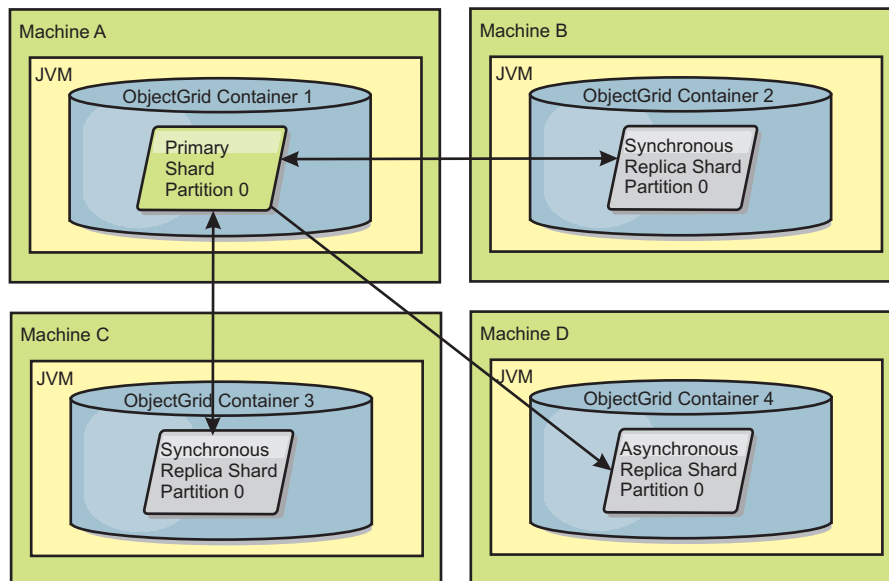 Machine A
JVM
ObjectGrid Container 1
Primary
Shard
Partition 0
Machine B
JVM
ObjectGrid Container 2
Synchronous
Replica Shard
Partition 0
Machine C
JVM
ObjectGrid Container 3
Synchronous
Replica Shard
Partition 0
Machine D
JVM
ObjectGrid Container 4
Asynchronous
Replica Shard
Partition 0